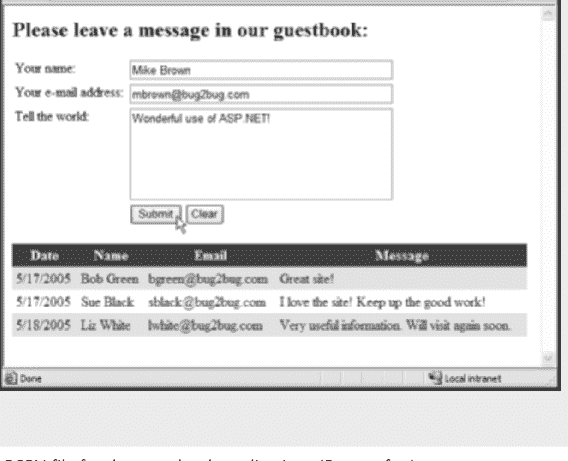 Please leave a message in our guestbook:
Your name: Mike Brown
Your e-mail address: mbrown@bug2bug.com
Tell the world: Wonderful use of ASP.NET!
Submit Clear
Date Name Email Message
5/17/2005 Bob Green bgreen@bug2bug.com Great site!
5/17/2005 Sue Black sblack@bug2bug.com I love the site! Keep up the good work!
5/18/2005 Liz White lwhite@bug2bug.com Very useful information. Will visit again soon.
Done Local intranet